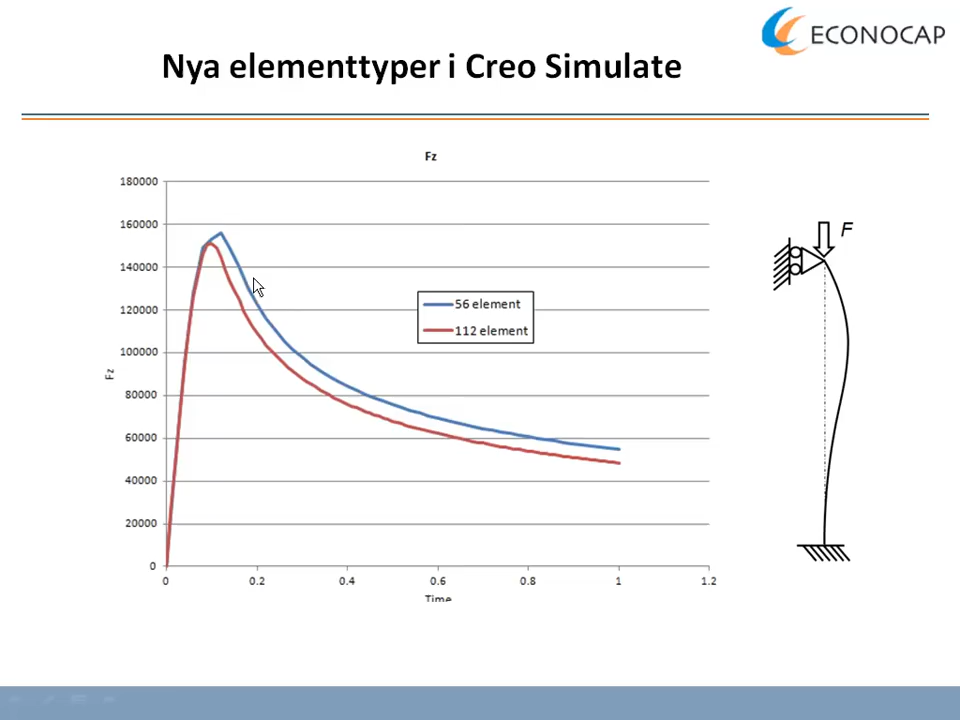 ECONOCAP
Nya elementtyper i Creo Simulate
Fz
180000
160000
140000
120000
100000
80000
60000
40000
20000
0
Fz
56 element
112 element
0 0.2 0.4 0.6 0.8 1 1.2
Time
F